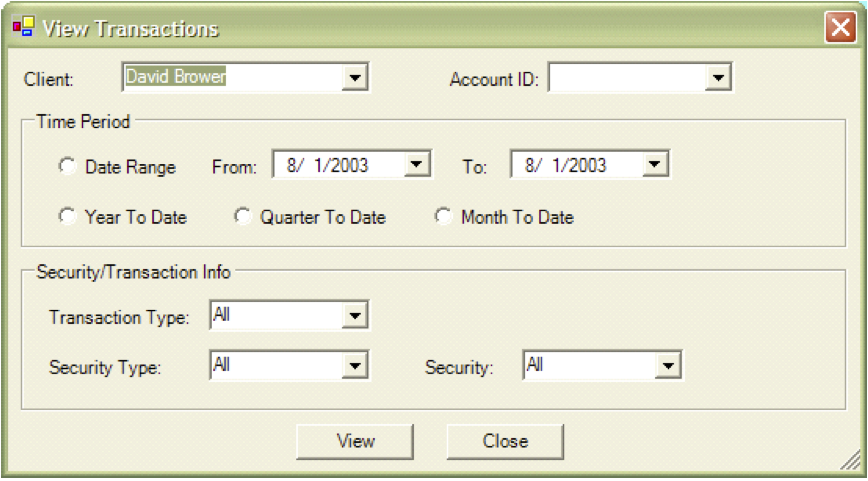 View Transactions
Client: David Brower Account ID:
Time Period
Date Range From: 8/ 1/2003 To: 8/ 1/2003
Year To Date Quarter To Date Month To Date
Security/Transaction Info
Transaction Type: All
Security Type: All Security: All
View Close